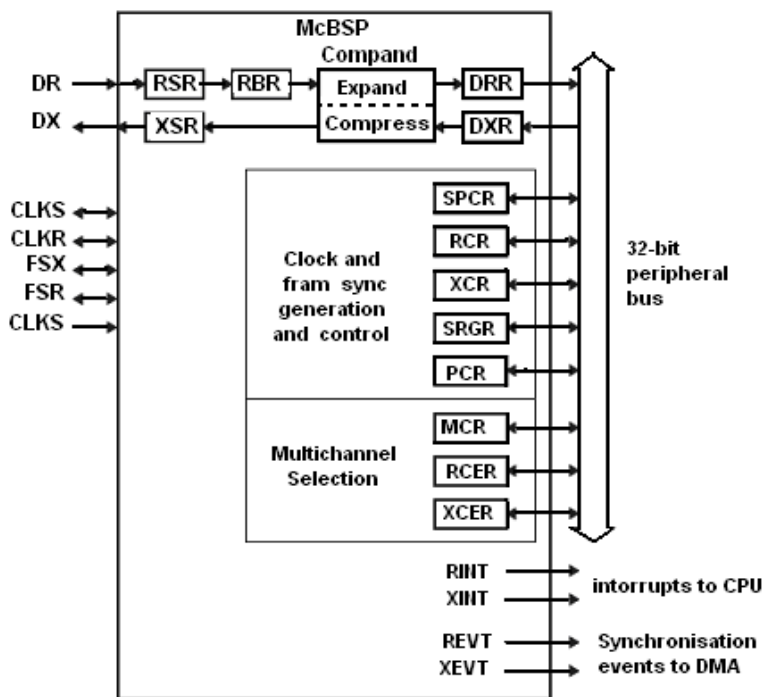 McBSP
Compand
DR RSR RBR Expand DRR
DX XSR Compress DXR
CLKS
CLKR
FSX
FSR
CLKS
Clock and
fram sync
generation
and control
SPCR
RCR
XCR
SRGR
PCR
Multichannel
Selection
MCR
RCER
XCER
32-bit
peripheral
bus
RINT
XINT
intorrupts to CPU
REVT
XEVT
Synchronisation
events to DMA